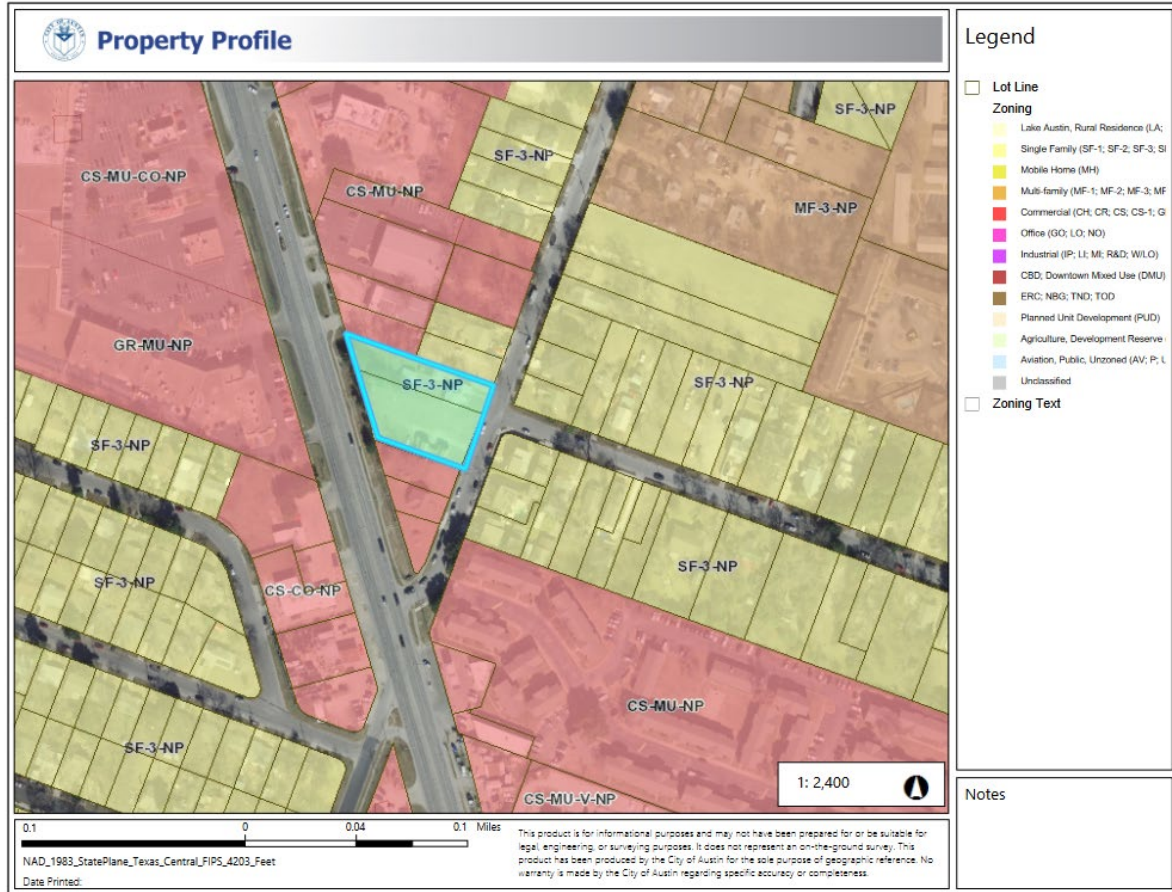 Property Profile
SF-3-NP
SF-3-NP
CS-MU-CO-NP
CS-MU-NP
MF-3-NP
GR-MU-NP
SF-3-NP
SF-3-NP
SF-3-NP
SF-3-NP
SF-3-NP
CS-CO-NP
CS-MU-NP
SF-3-NP
CS-MU-V-NP
1: 2,400
Legend
Lot Line
Zoning
Lake Austin, Rural Residence (LA;
Single Family (SF-1; SF-2; SF-3; S
Mobile Home (MH)
Multi-family (MF-1; MF-2; MF-3; MF
Commercial (CH; CR; CS; CS-1; G
Office (GO; LO; NO)
Industrial (IP; LI; MI; R&D; W/LO)
CBD; Downtown Mixed Use (DMU)
ERC; NBG; TND; TOD
Planned Unit Development (PUD)
Agriculture, Development Reserve
Aviation, Public, Unzoned (AV; P; U
Unclassified
Zoning Text
Notes
0.1 0 0.04 0.1 Miles
NAD_1983_StatePlane_Texas_Central_FIPS_4203_Feet
Date Printed:
This product is for informational purposes and may not have been prepared for or be suitable for
legal, engineering, or surveying purposes. It does not represent an on-the-ground survey. This
product has been produced by the City of Austin for the sole purpose of geographic reference. No
warranty is made by the City of Austin regarding specific accuracy or completeness.